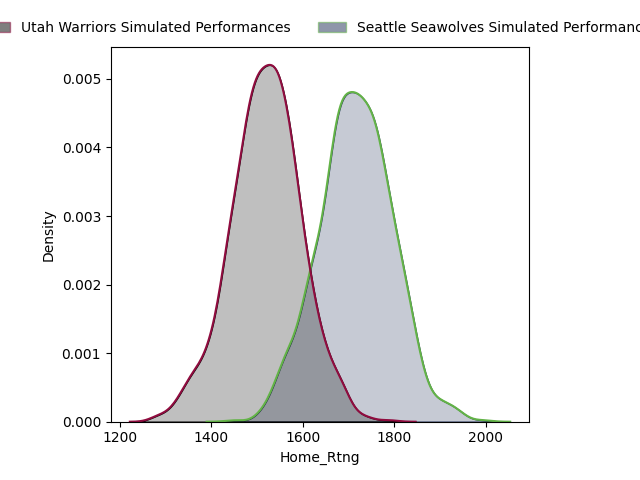 Utah Warriors Simulated Performances
Seattle Seawolves Simulated
Density
0.005
0.004
0.003
0.002
0.001
0.000
1200 1400 1600 1800 2000
Home_Rtng